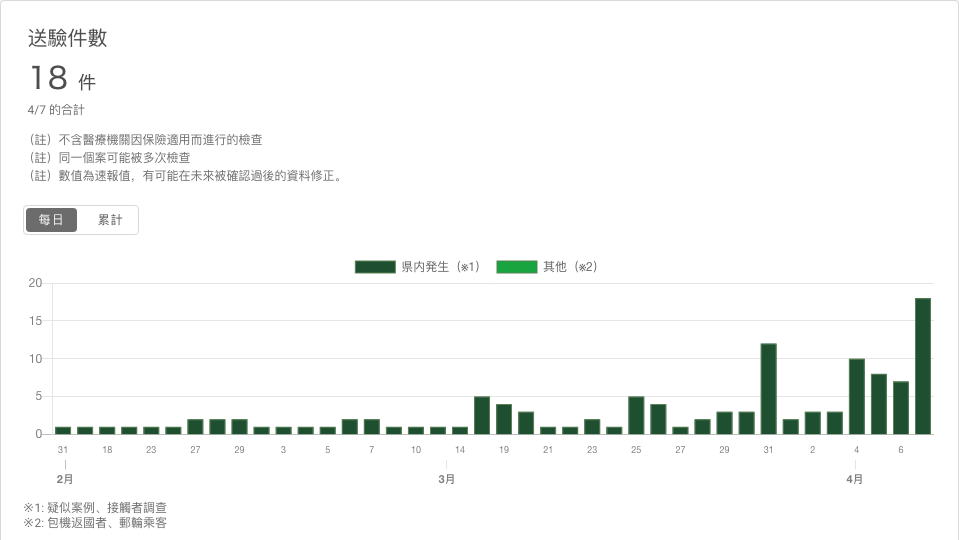 送驗件數
18 件
4/7 的合計
（註）不含醫療機關因保險適用而進行的檢查
（註）同一個案可能被多次檢查
（註）數值為速報值，有可能在未來被確認過後的資料修正。
每日 累計
県内発生（※1） 其他（※2）
20
15
10
5
0
31 18 23 27 29 3 5 7 10 14 19 21 23 25 27 29 31 2 4 6
2月 3月 4月
※1: 疑似案例、接觸者調查
※2: 包機返國者、郵輪乘客